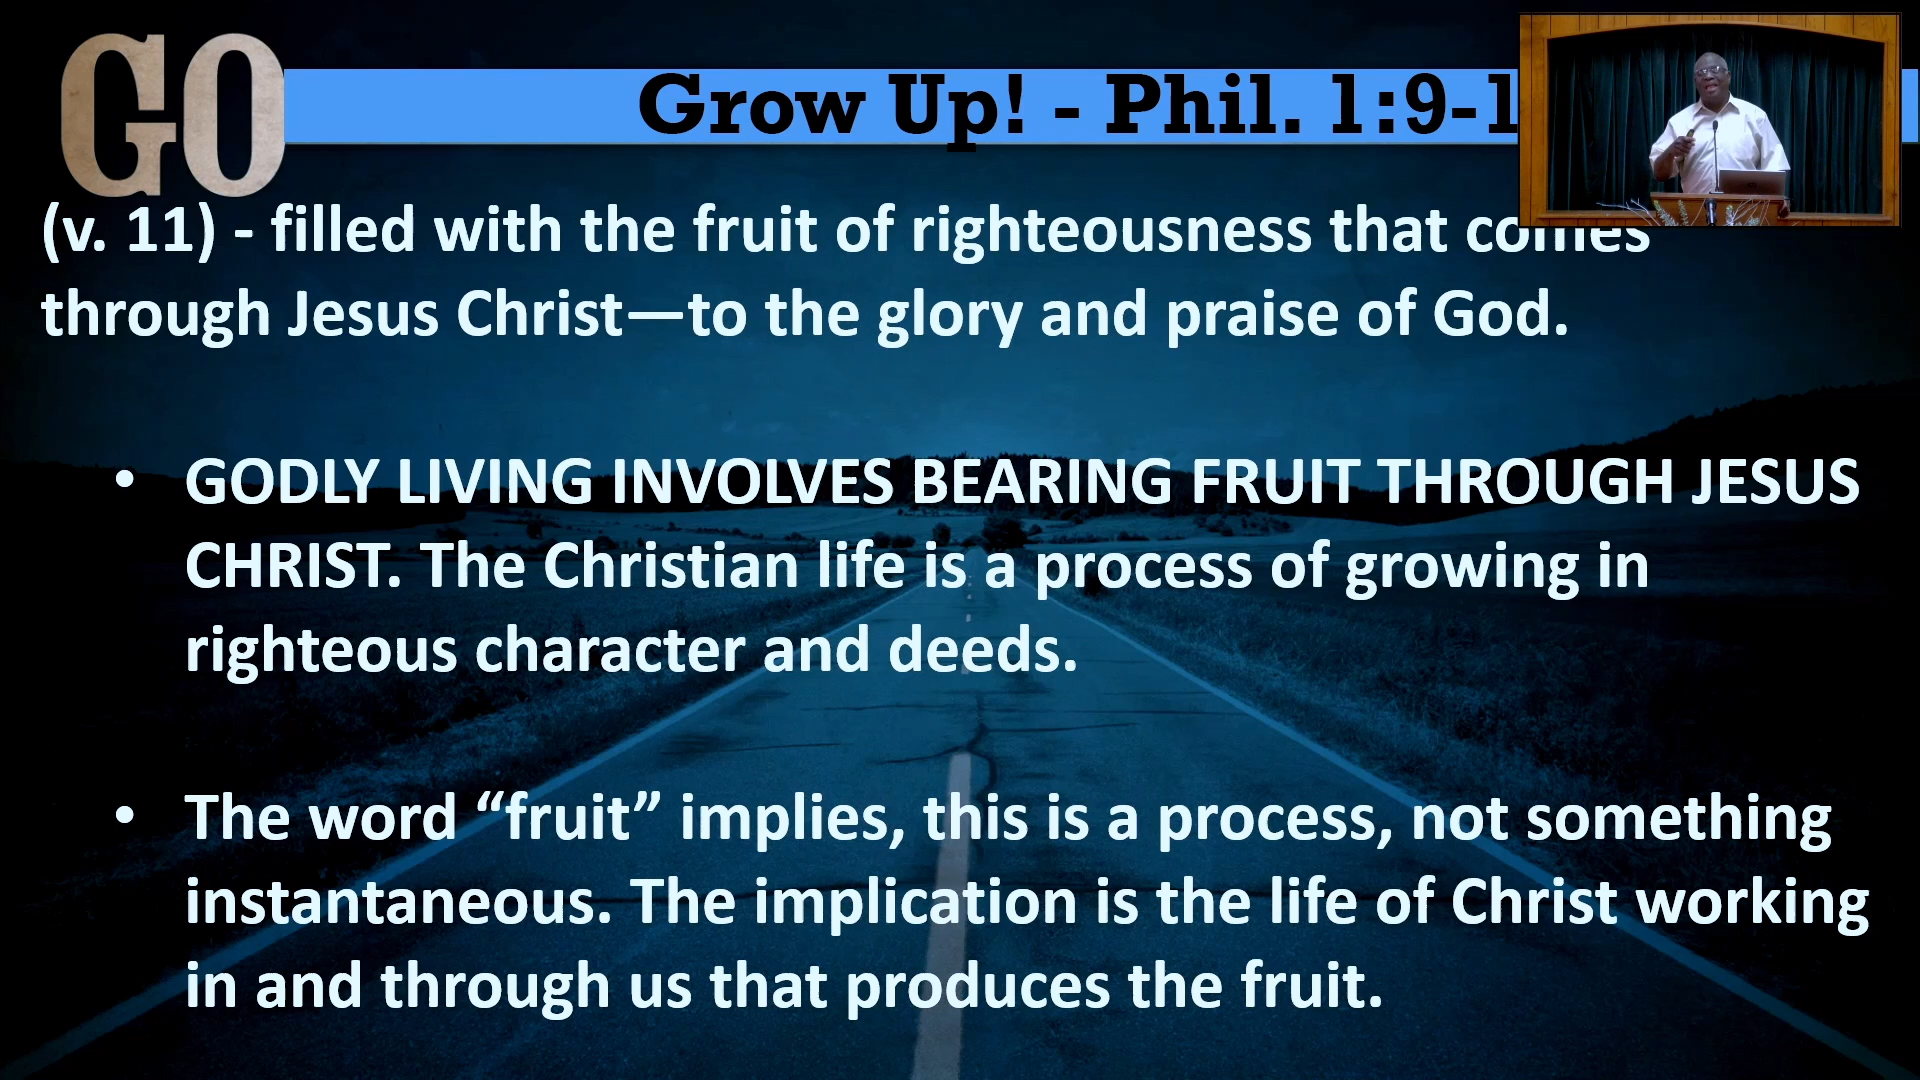 GO
Grow Up! - Phil. 1:9-1
(v. 11) - filled with the fruit of righteousness that comes
through Jesus Christ—to the glory and praise of God.
• GODLY LIVING INVOLVES BEARING FRUIT THROUGH JESUS
CHRIST. The Christian life is a process of growing in
righteous character and deeds.
• The word “fruit” implies, this is a process, not something
instantaneous. The implication is the life of Christ working
in and through us that produces the fruit.